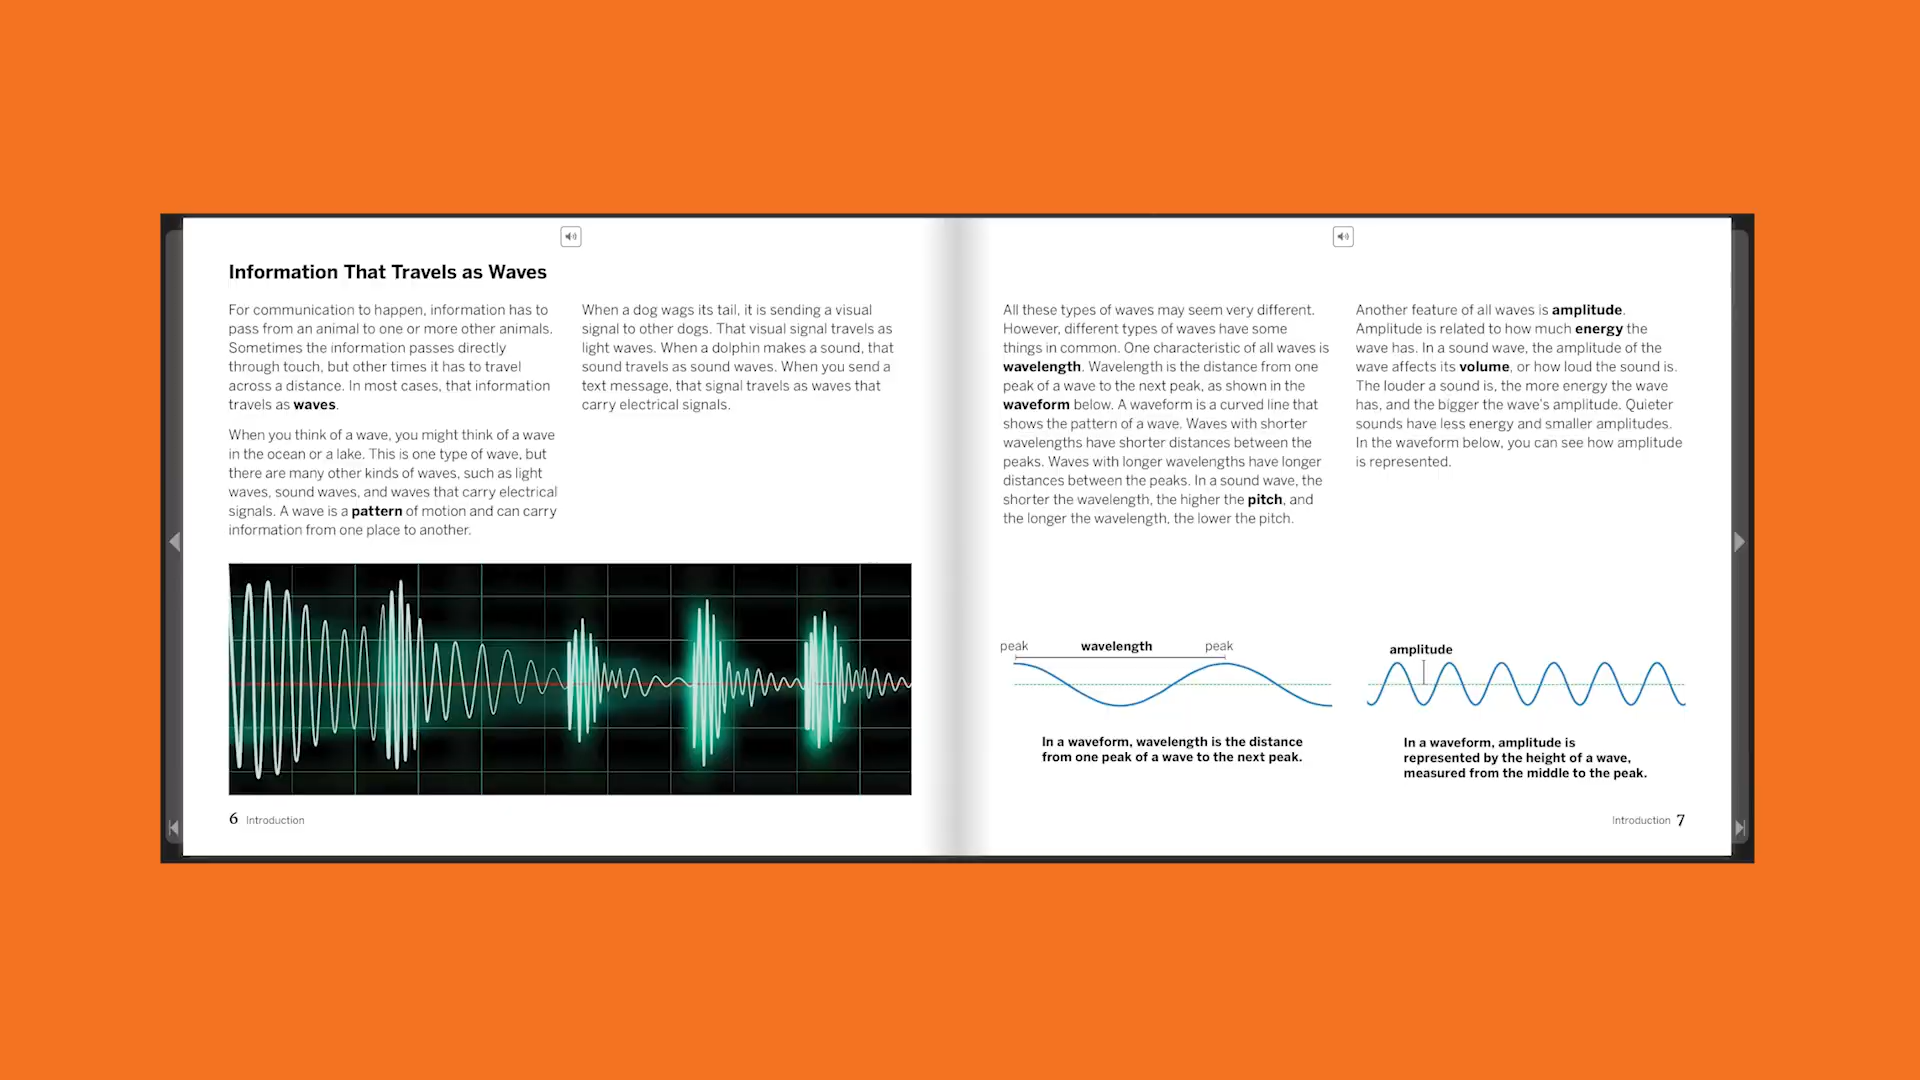 Information That Travels as Waves
For communication to happen, information has to
pass from an animal to one or more other animals.
Sometimes the information passes directly
through touch, but other times it has to travel
across a distance. In most cases, that information
travels as waves.
When you think of a wave, you might think of a wave
in the ocean or a lake. This is one type of wave, but
there are many other kinds of waves, such as light
waves, sound waves, and waves that carry electrical
signals. A wave is a pattern of motion and can carry
information from one place to another.
When a dog wags its tail, it is sending a visual
signal to other dogs. That visual signal travels as
light waves. When a dolphin makes a sound, that
sound travels as sound waves. When you send a
text message, that signal travels as waves that
carry electrical signals.
6 Introduction
All these types of waves may seem very different.
However, different types of waves have some
things in common. One characteristic of all waves is
wavelength. Wavelength is the distance from one
peak of a wave to the next peak, as shown in the
waveform below. A waveform is a curved line that
shows the pattern of a wave. Waves with shorter
wavelengths have shorter distances between the
peaks. Waves with longer wavelengths have longer
distances between the peaks. In a sound wave, the
shorter the wavelength, the higher the pitch, and
the longer the wavelength, the lower the pitch.
Another feature of all waves is amplitude.
Amplitude is related to how much energy the
wave has. In a sound wave, the amplitude of the
wave affects its volume, or how loud the sound is.
The louder a sound is, the more energy the wave
has, and the bigger the wave's amplitude. Quieter
sounds have less energy and smaller amplitudes.
In the waveform below, you can see how amplitude
is represented.
peak wavelength peak
In a waveform, wavelength is the distance
from one peak of a wave to the next peak.
amplitude
In a waveform, amplitude is
represented by the height of a wave,
measured from the middle to the peak.
Introduction 7